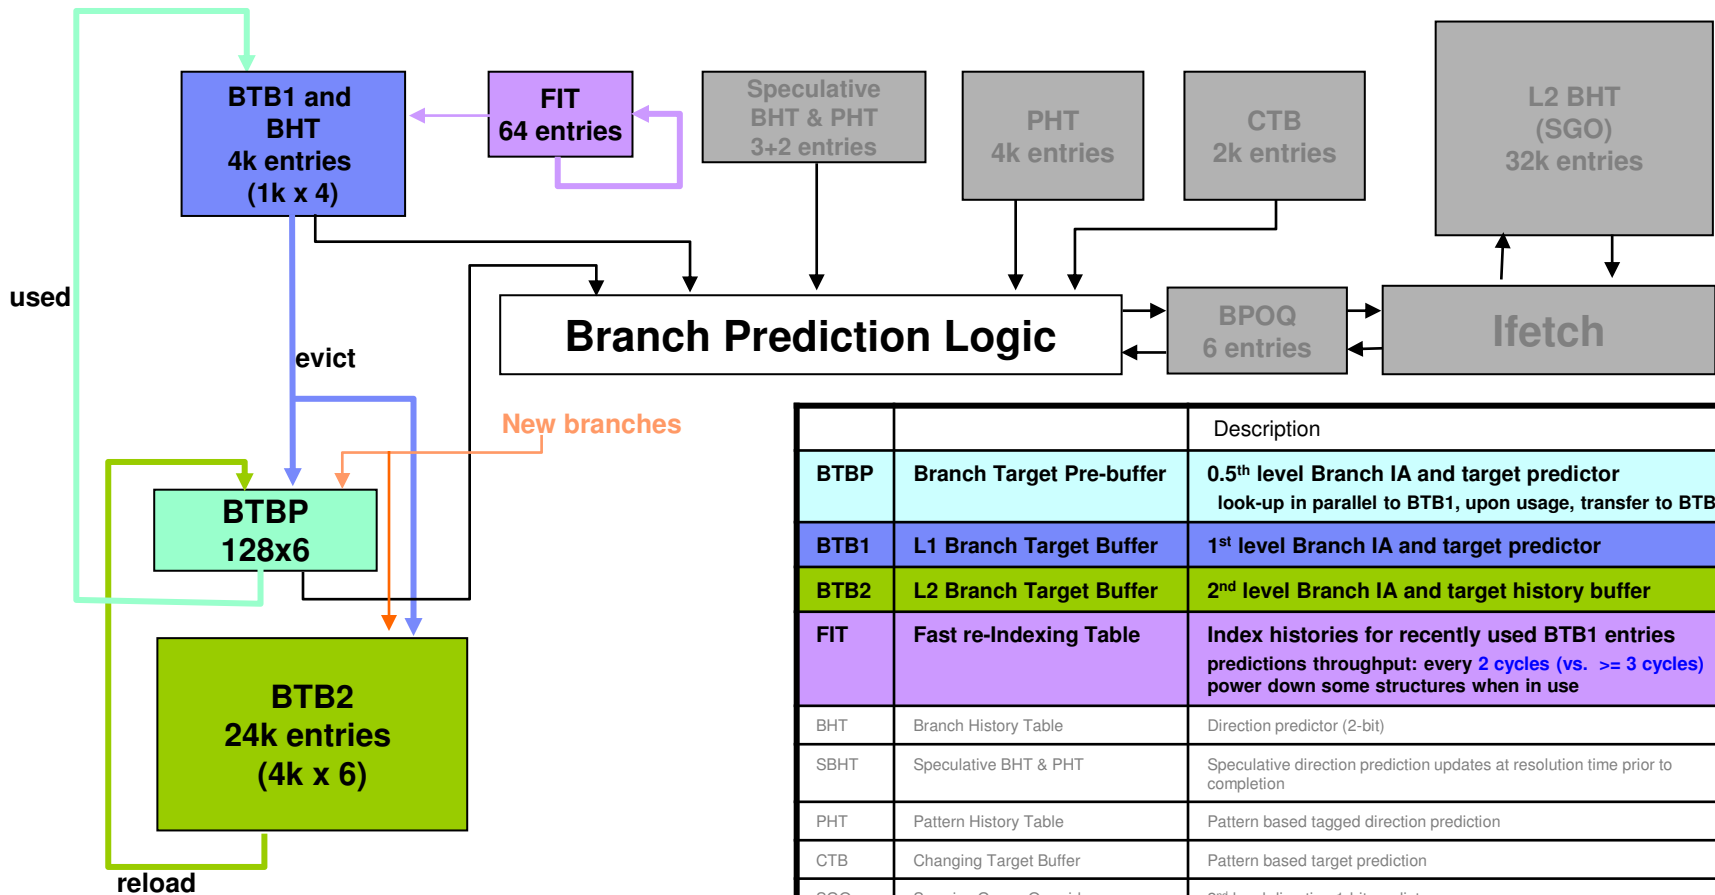 BTB1 and
BHT
4k entries
(1k x 4)
FIT
64 entries
Speculative
BHT & PHT
3+2 entries
PHT
4k entries
CTB
2k entries
L2 BHT
(SGO)
32k entries
used
Branch Prediction Logic
BPOQ
6 entries
Ifetch
evict
New branches
BTBP
128x6
BTB2
24k entries
(4k x 6)
reload
Description
BTBP Branch Target Pre-buffer 0.5th level Branch IA and target predictor
look-up in parallel to BTB1, upon usage, transfer to BTB
BTB1 L1 Branch Target Buffer 1st level Branch IA and target predictor
BTB2 L2 Branch Target Buffer 2nd level Branch IA and target history buffer
FIT Fast re-Indexing Table Index histories for recently used BTB1 entries
predictions throughput: every 2 cycles (vs. >= 3 cycles)
power down some structures when in use
BHT Branch History Table Direction predictor (2-bit)
SBHT Speculative BHT & PHT Speculative direction prediction updates at resolution time prior to
completion
PHT Pattern History Table Pattern based tagged direction prediction
CTB Changing Target Buffer Pattern based target prediction